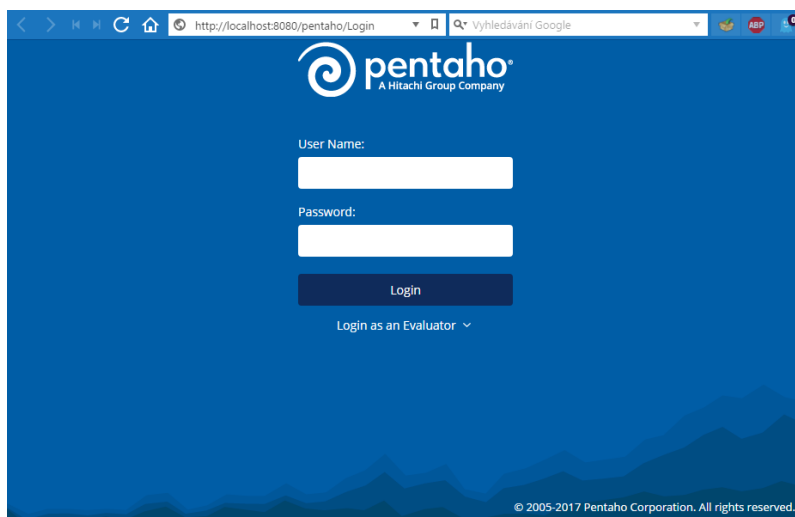 http://localhost:8080/pentaho/Login
Vyhledávání Google
ABP
pentaho®
A Hitachi Group Company
User Name:
Password:
Login
Login as an Evaluator
© 2005-2017 Pentaho Corporation. All rights reserved.